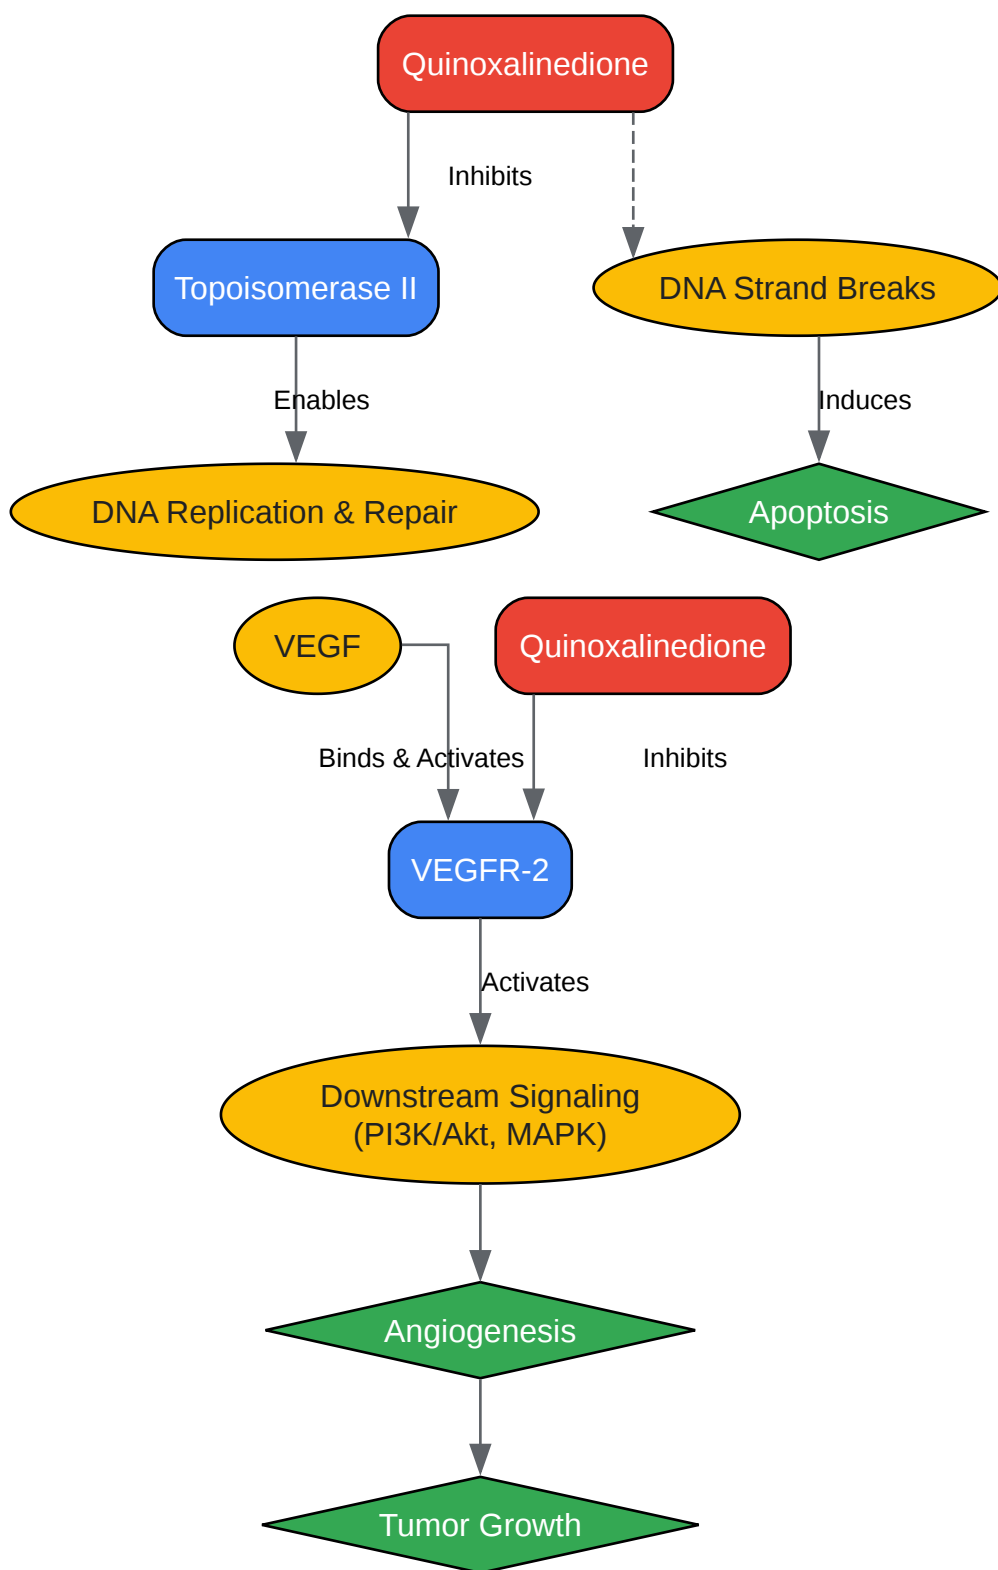 Quinoxalinedione
Inhibits
Topoisomerase II
DNA Strand Breaks
Enables
Induces
DNA Replication & Repair
Apoptosis
VEGF
Quinoxalinedione
Binds & Activates
Inhibits
VEGFR-2
Activates
Downstream Signaling
(PI3K/Akt, MAPK)
Angiogenesis
Tumor Growth